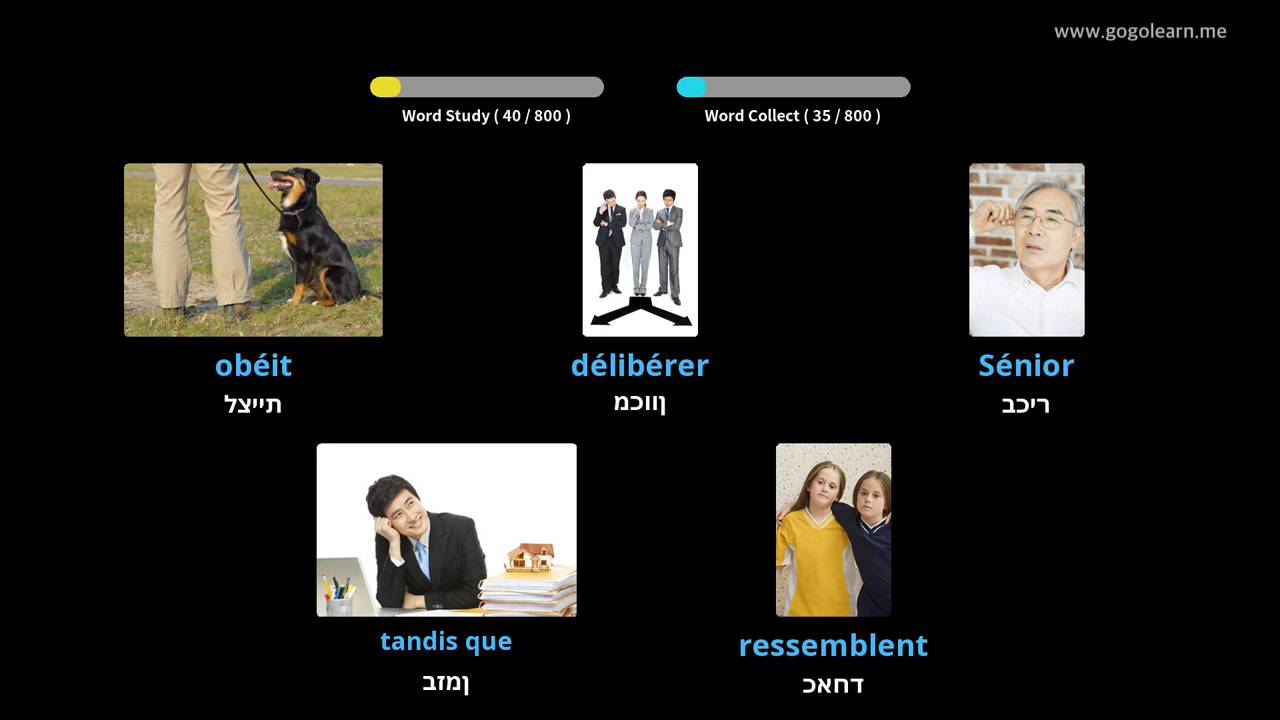 www.gogolearn.me
Word Study ( 40 / 800 )
Word Collect ( 35 / 800 )
obéit
תייצל
délibérer
ןווכמ
Sénior
ריכב
tandis que
ןמזב
ressemblent
דחאכ